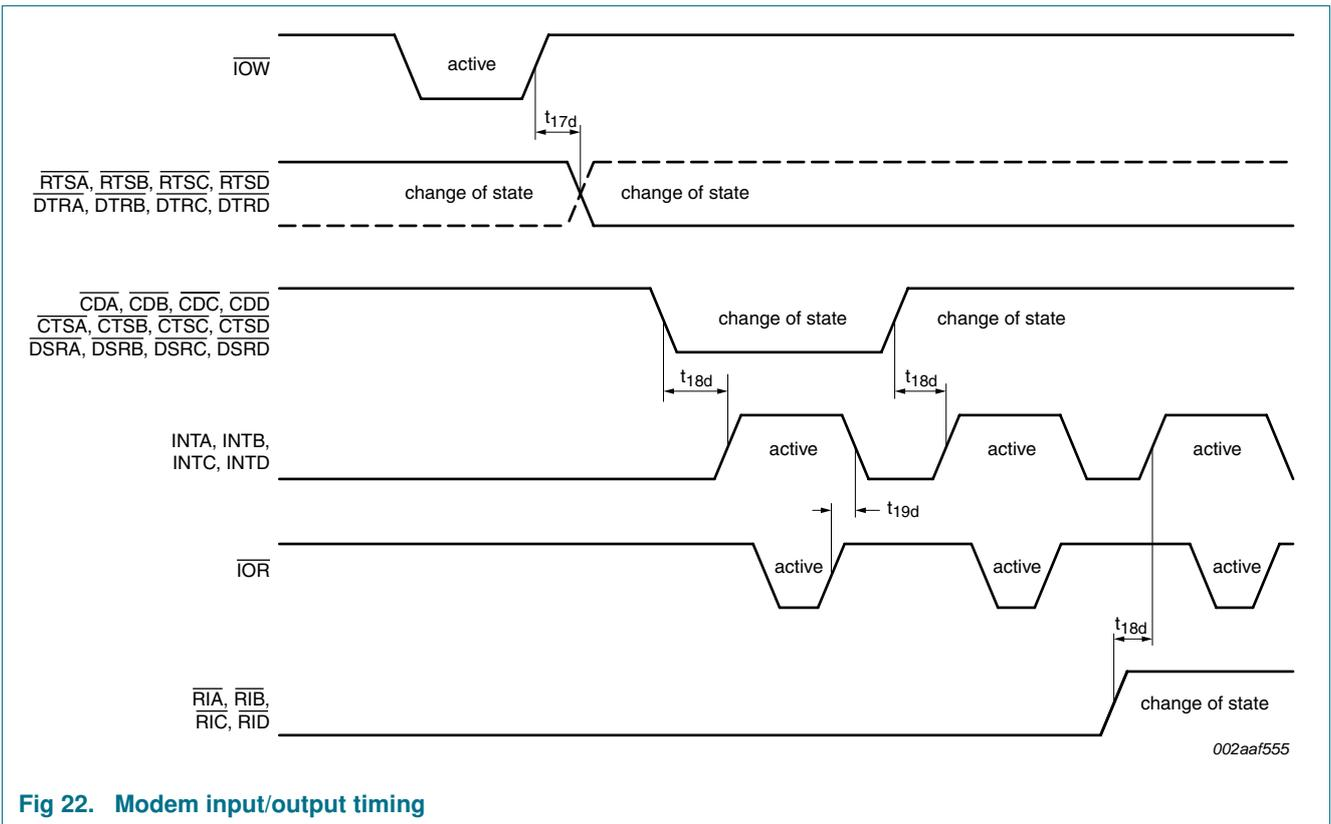 IOW
active
t17d
RTSA, RTSB, RTSC, RTSD
DTRA, DTRB, DTRC, DTRD
change of state
change of state
CDA, CDB, CDC, CDD
CTSA, CTSB, CTSC, CTSD
DSRA, DSRB, DSRC, DSRD
change of state
change of state
t18d
t18d
INTA, INTB,
INTC, INTD
active
active
active
t19d
IOR
active
active
active
t18d
RIA, RIB,
RIC, RID
change of state
002aaf555
Fig 22. Modem input/output timing